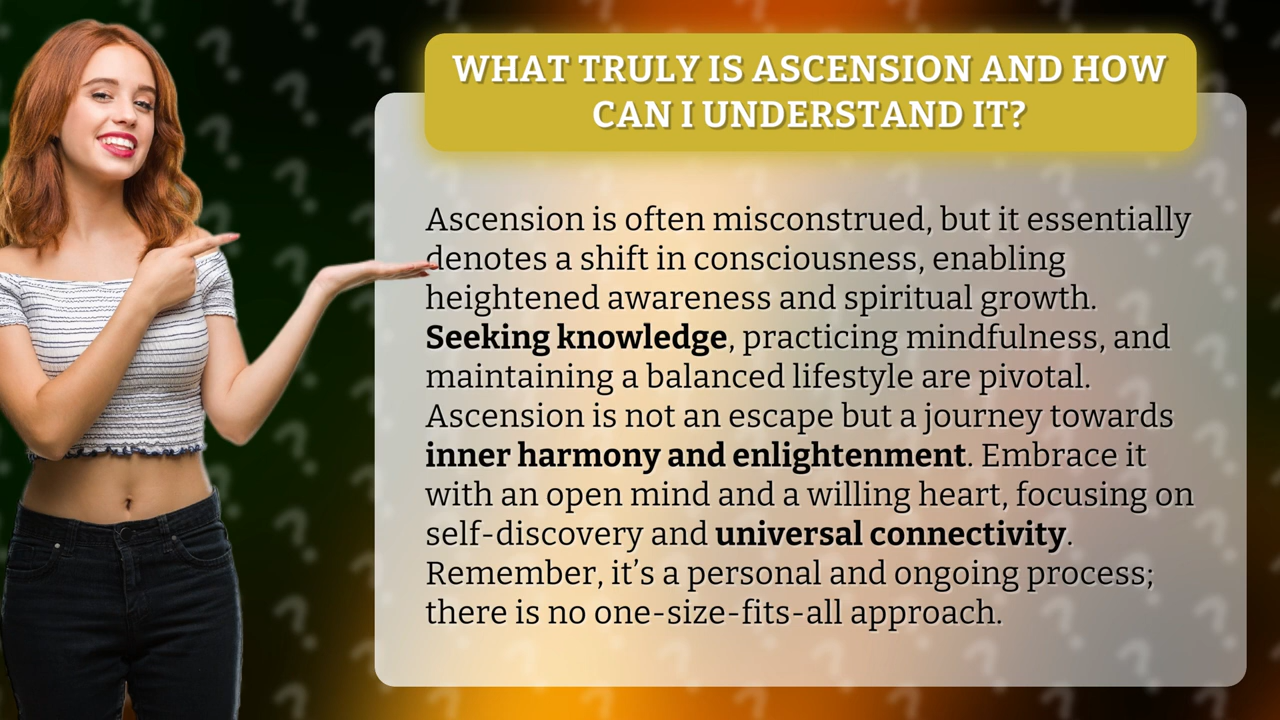 WHAT TRULY IS ASCENSION AND HOW
CAN I UNDERSTAND IT?
Ascension is often misconstrued, but it essentially
denotes a shift in consciousness, enabling
heightened awareness and spiritual growth.
Seeking knowledge, practicing mindfulness, and
maintaining a balanced lifestyle are pivotal.
Ascension is not an escape but a journey towards
inner harmony and enlightenment. Embrace it
with an open mind and a willing heart, focusing on
self-discovery and universal connectivity.
Remember, it’s a personal and ongoing process;
there is no one-size-fits-all approach.